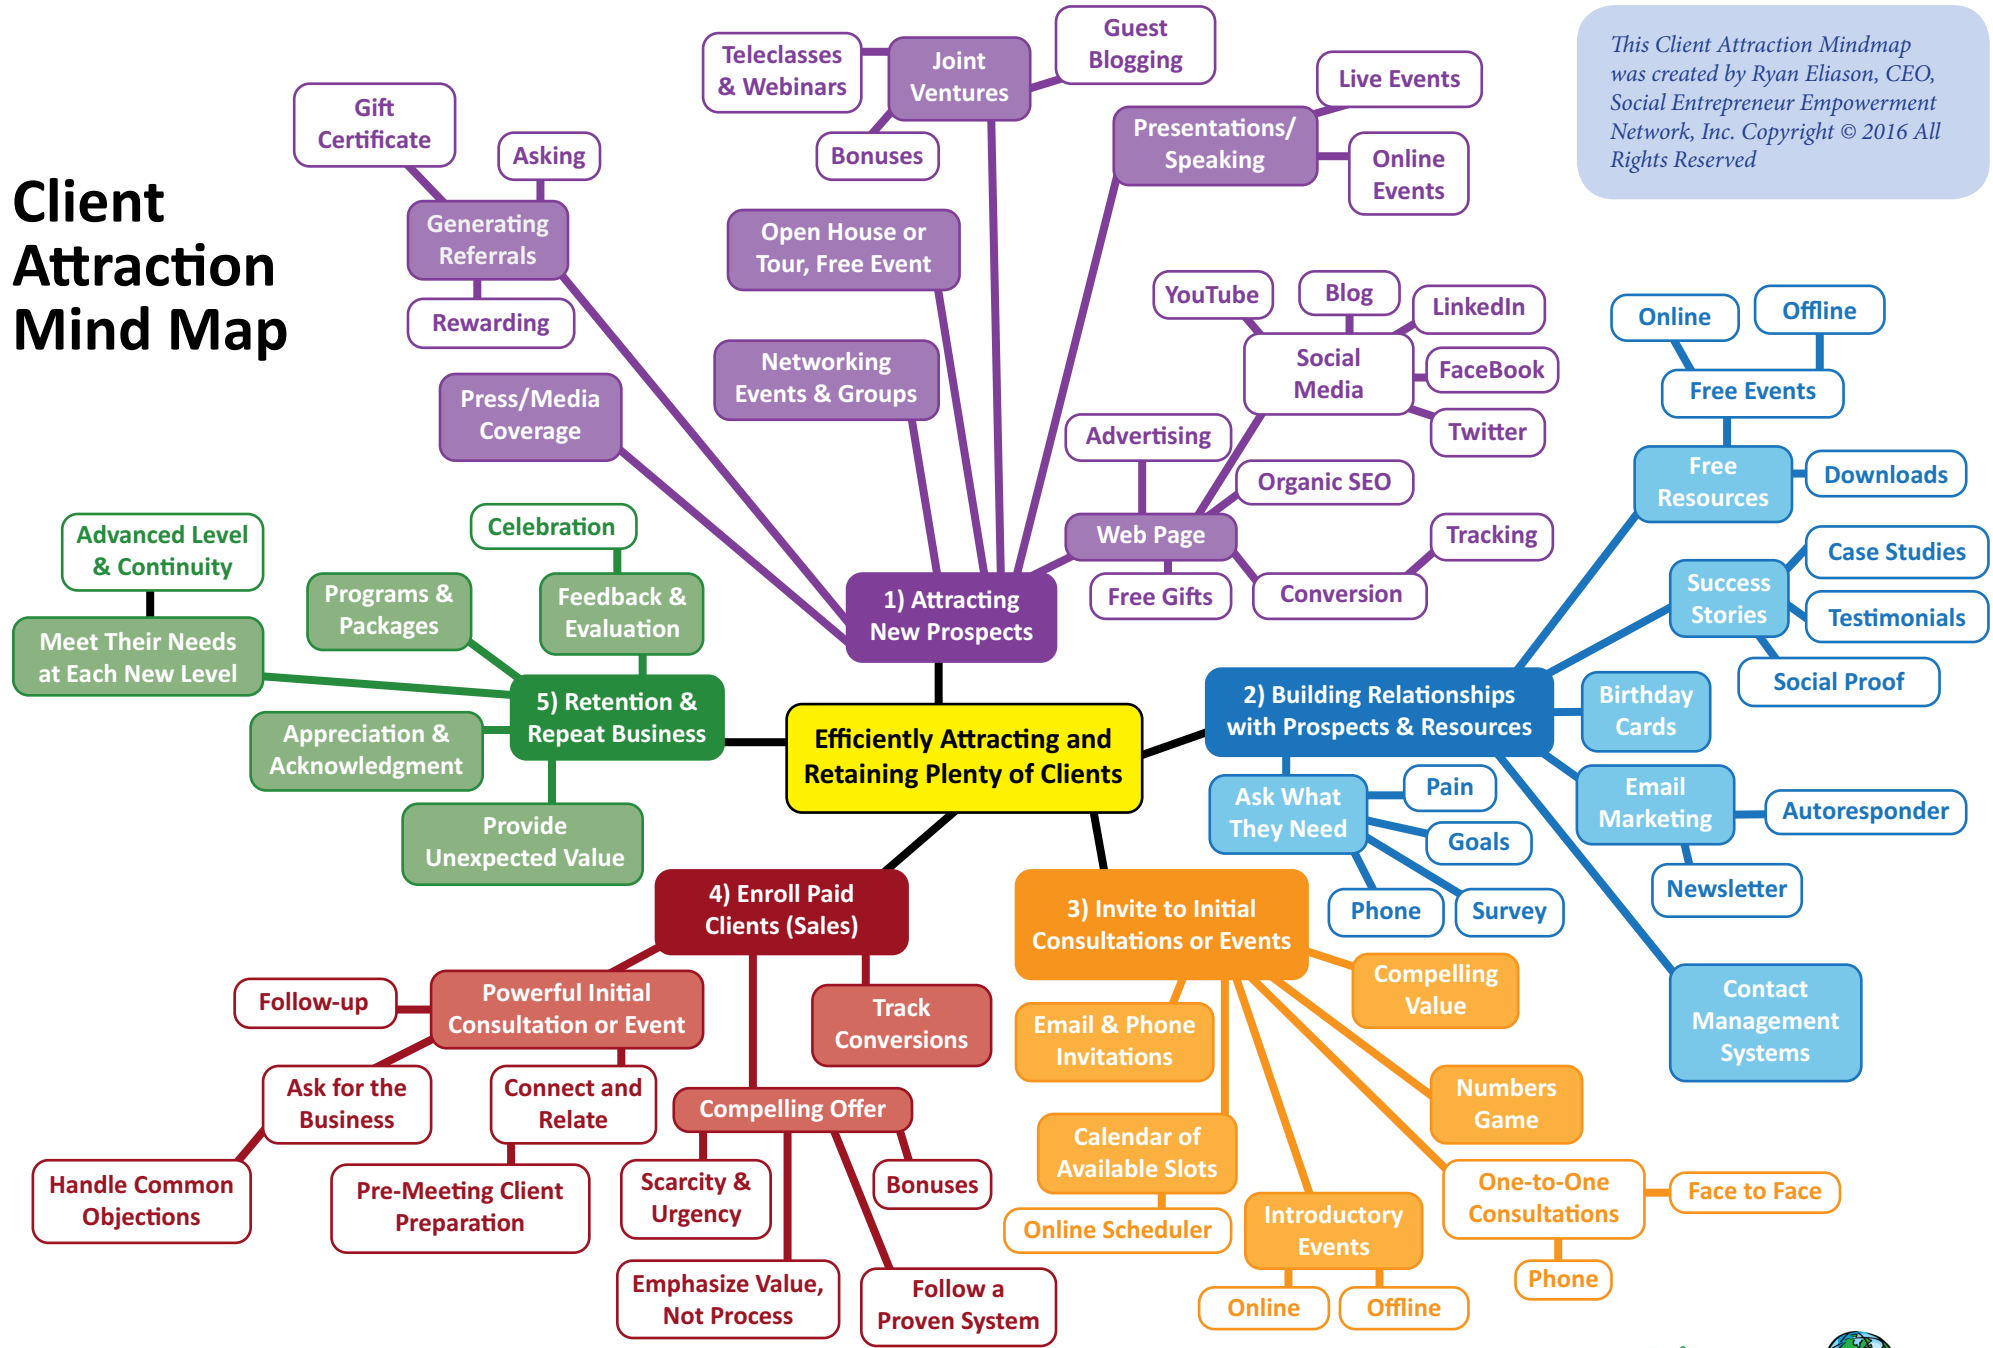 Client
Attraction
Mind Map
This Client Attraction Mindmap
was created by Ryan Eliason, CEO,
Social Entrepreneur Empowerment
Network, Inc. Copyright © 2016 All
Rights Reserved
Efficiently Attracting and
Retaining Plenty of Clients
1) Attracting
New Prospects
Press/Media
Coverage
Generating
Referrals
Gift
Certificate
Asking
Rewarding
Networking
Events & Groups
Open House or
Tour, Free Event
Joint
Ventures
Teleclasses
& Webinars
Bonuses
Guest
Blogging
Presentations/
Speaking
Live Events
Online
Events
Web Page
Advertising
Social
Media
YouTube
Blog
LinkedIn
FaceBook
Twitter
Organic SEO
Free Gifts
Conversion
Tracking
2) Building Relationships
with Prospects & Resources
Free
Resources
Free Events
Online
Offline
Downloads
Success
Stories
Case Studies
Testimonials
Social Proof
Birthday
Cards
Email
Marketing
Autoresponder
Newsletter
Contact
Management
Systems
Ask What
They Need
Pain
Goals
Survey
Phone
3) Invite to Initial
Consultations or Events
Compelling
Value
Numbers
Game
One-to-One
Consultations
Face to Face
Phone
Introductory
Events
Online
Offline
Calendar of
Available Slots
Online Scheduler
Email & Phone
Invitations
4) Enroll Paid
Clients (Sales)
Track
Conversions
Compelling Offer
Scarcity &
Urgency
Emphasize Value,
Not Process
Follow a
Proven System
Bonuses
Powerful Initial
Consultation or Event
Follow-up
Ask for the
Business
Handle Common
Objections
Connect and
Relate
Pre-Meeting Client
Preparation
5) Retention &
Repeat Business
Feedback &
Evaluation
Celebration
Programs &
Packages
Meet Their Needs
at Each New Level
Advanced Level
& Continuity
Appreciation &
Acknowledgment
Provide
Unexpected Value